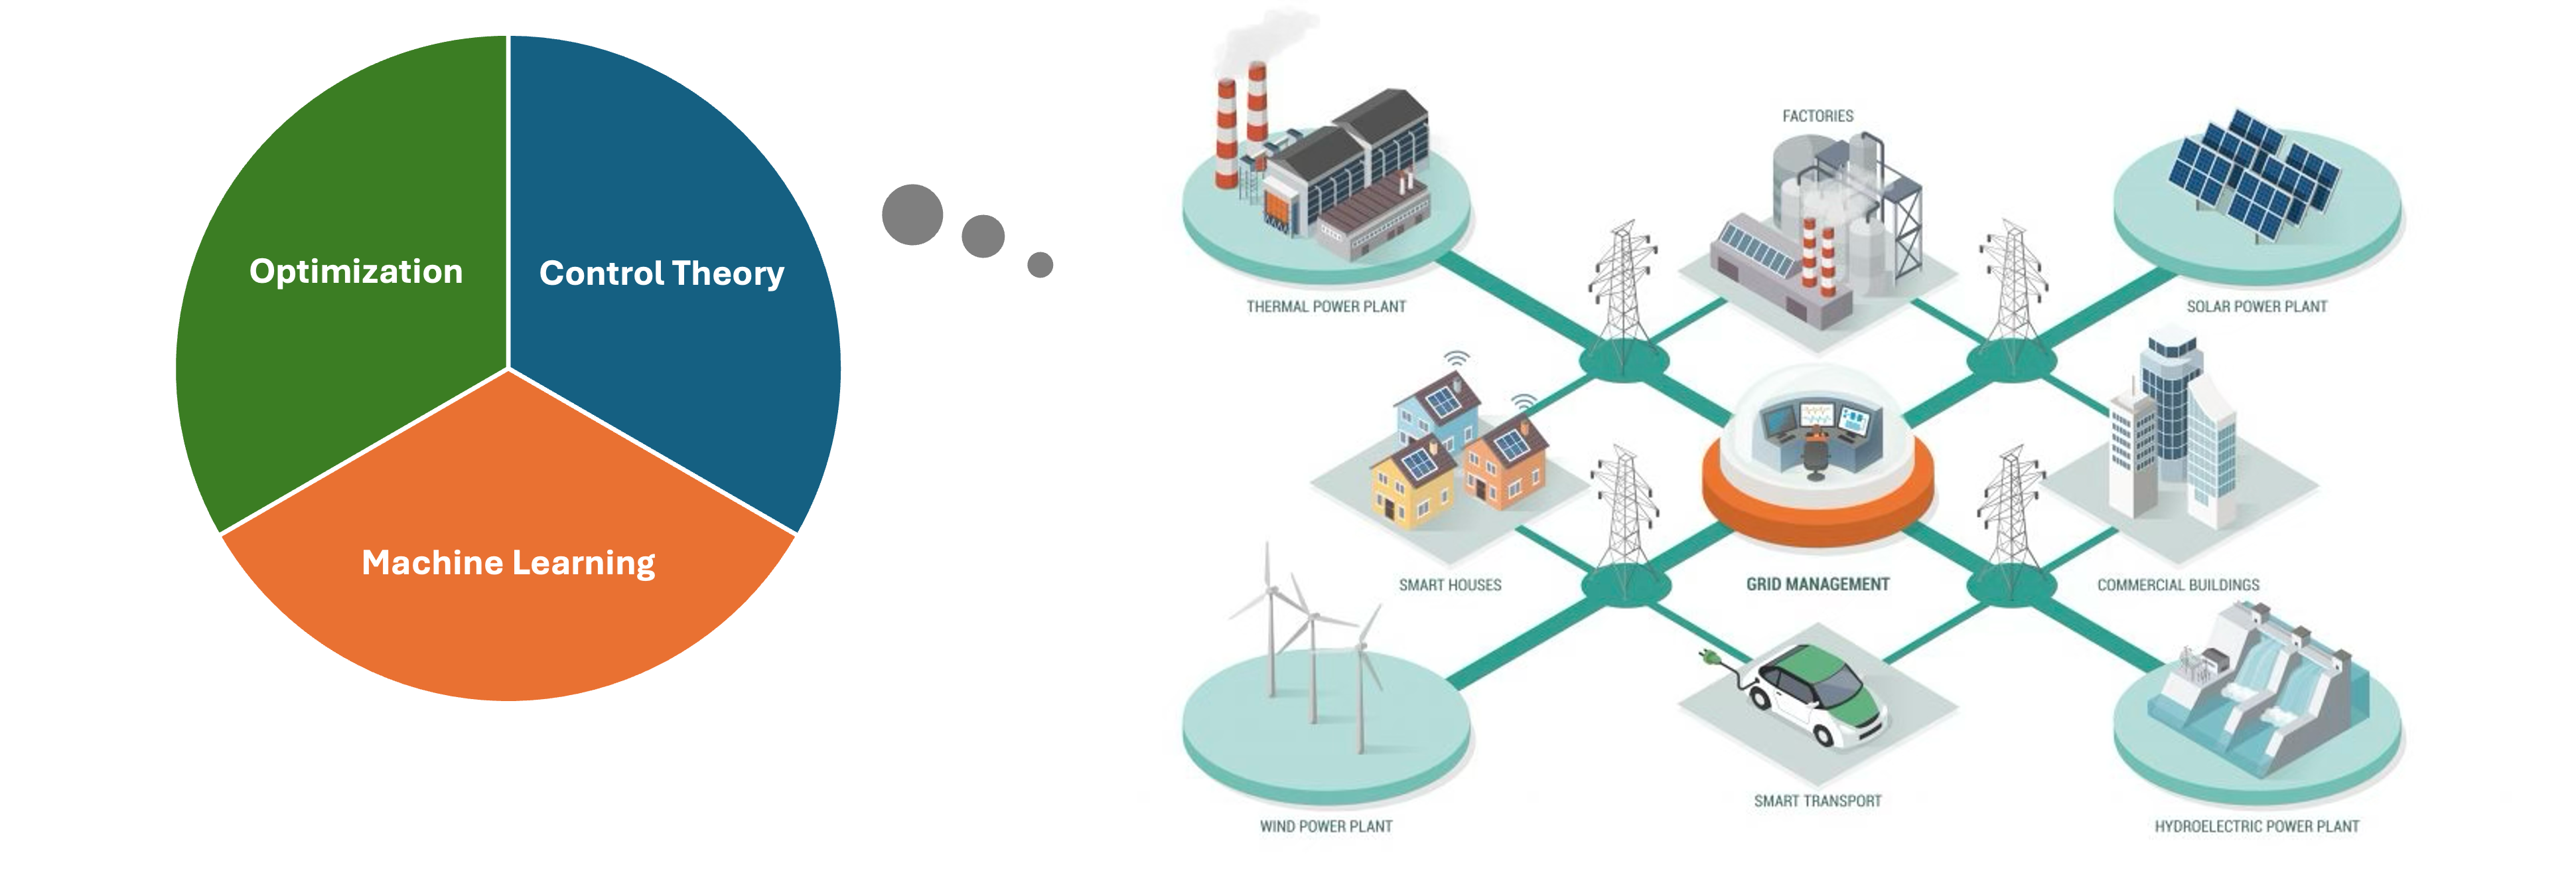 Optimization
Control Theory
Machine Learning
THERMAL POWER PLANT
FACTORIES
SOLAR POWER PLANT
SMART HOUSES
GRID MANAGEMENT
COMMERCIAL BUILDINGS
WIND POWER PLANT
SMART TRANSPORT
HYDROELECTRIC POWER PLANT